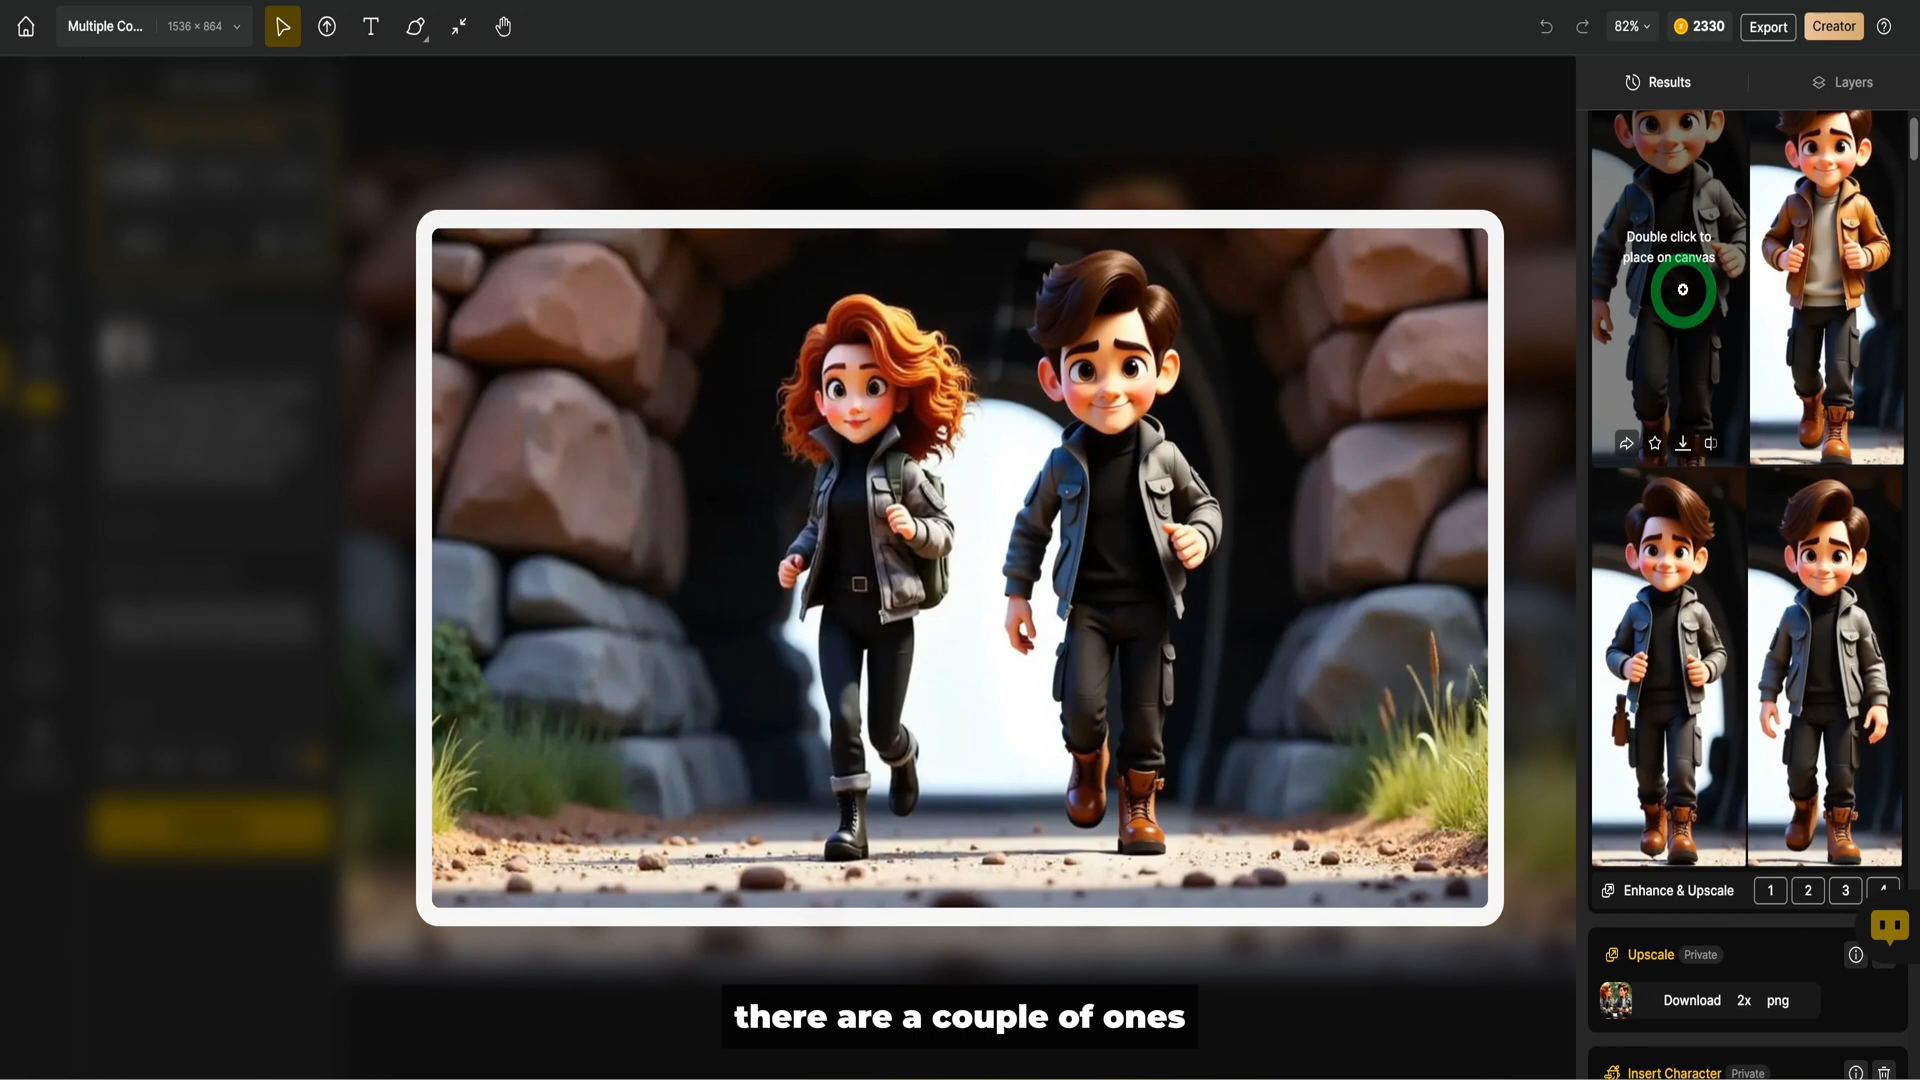 Multiple Co... 1536 × 864
82% 2330 Export Creator
Results Layers
Double click to
place on canvas
Enhance & Upscale 1 2 3 4
Upscale Private
Download 2x png
Insert Character Private
there are a couple of ones